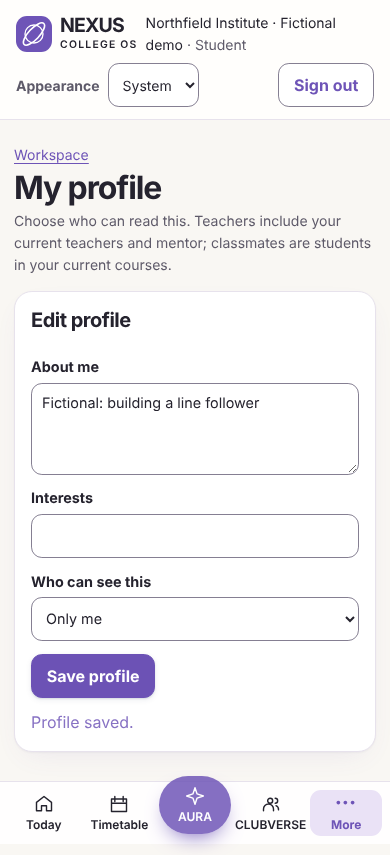 NEXUS
COLLEGE OS
Northfield Institute · Fictional
demo · Student
Appearance
System
Sign out
Workspace
My profile
Choose who can read this. Teachers include your
current teachers and mentor; classmates are students
in your current courses.
Edit profile
About me
Fictional: building a line follower
Interests
Who can see this
Only me
Save profile
Profile saved.
Today
Timetable
AURA
CLUBVERSE
More